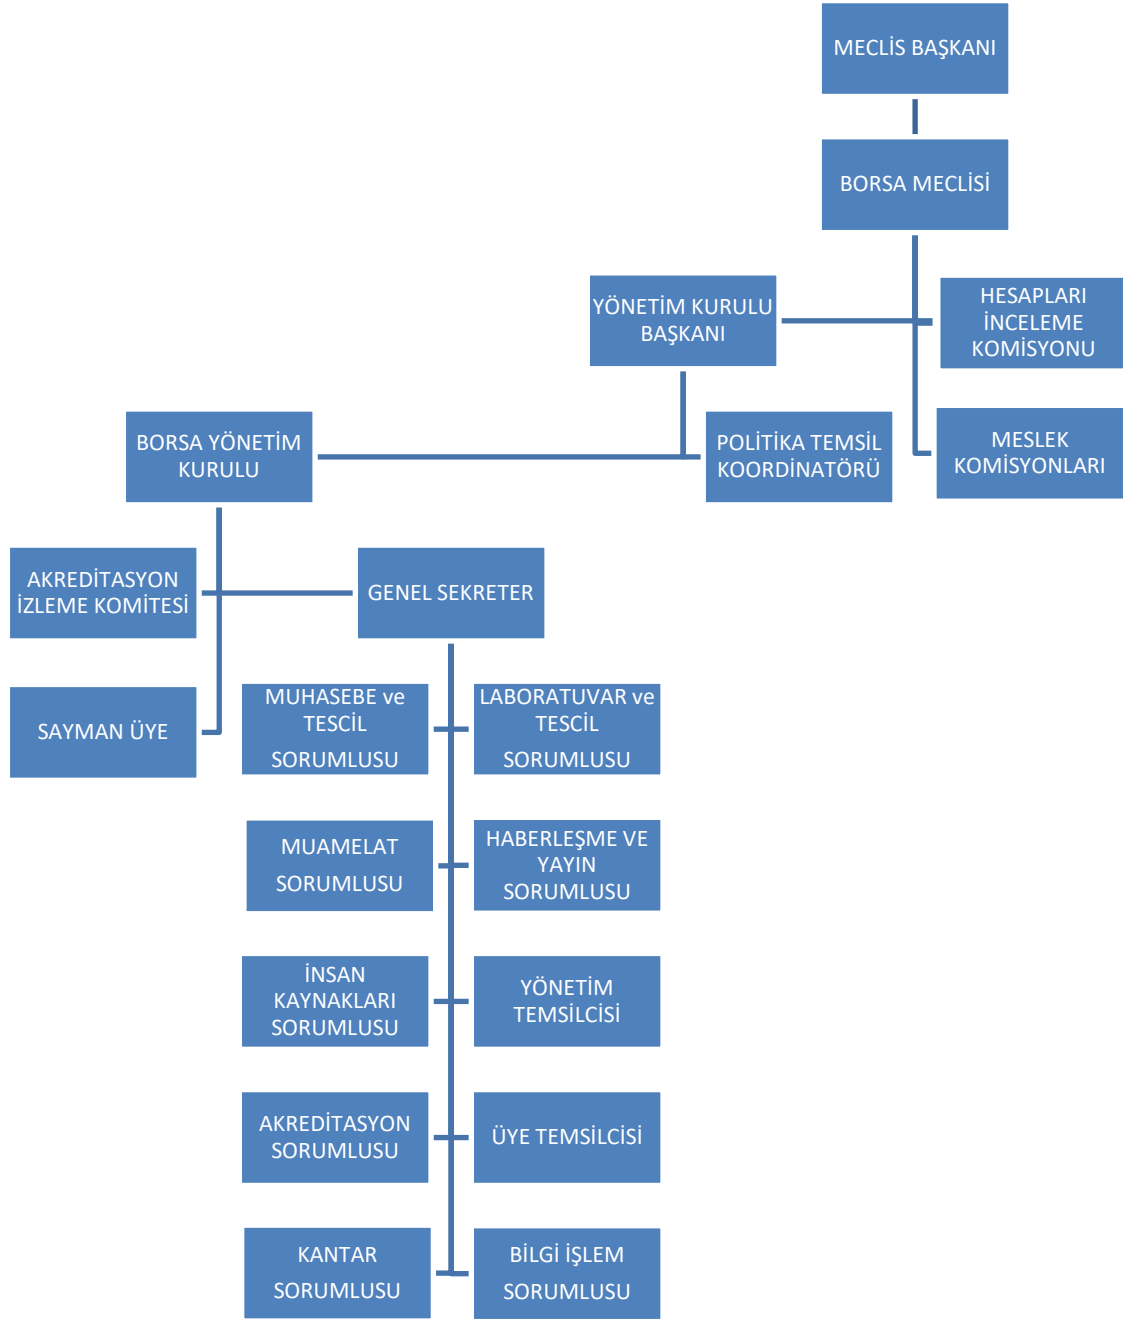 MECLİS BAŞKANI
BORSA MECLİSİ
YÖNETİM KURULU
BAŞKANI
HESAPLARI
İNCELEME
KOMİSYONU
BORSA YÖNETİM
KURULU
POLİTİKA TEMSİL
KOORDİNATÖRÜ
MESLEK
KOMİSYONLARI
AKREDİTASYON
İZLEME KOMİTESİ
GENEL SEKRETER
SAYMAN ÜYE
MUHASEBE ve
TESCİL
SORUMLUSU
LABORATUVAR ve
TESCİL
SORUMLUSU
MUAMELAT
SORUMLUSU
HABERLEŞME VE
YAYIN
SORUMLUSU
İNSAN
KAYNAKLARI
SORUMLUSU
YÖNETİM
TEMSİLCİSİ
AKREDİTASYON
SORUMLUSU
ÜYE TEMSİLCİSİ
KANTAR
SORUMLUSU
BİLGİ İŞLEM
SORUMLUSU